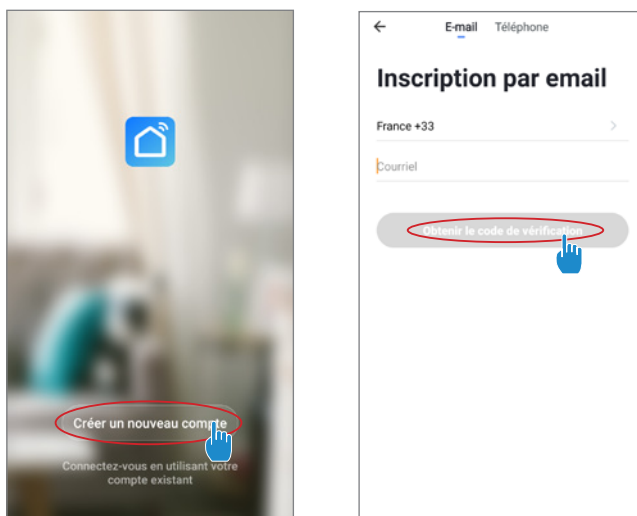 Créer un nouveau compte
Connectez-vous en utilisant votre
compte existant
E-mail Téléphone
Inscription par email
France +33
Courriel
Obtenir le code de vérification